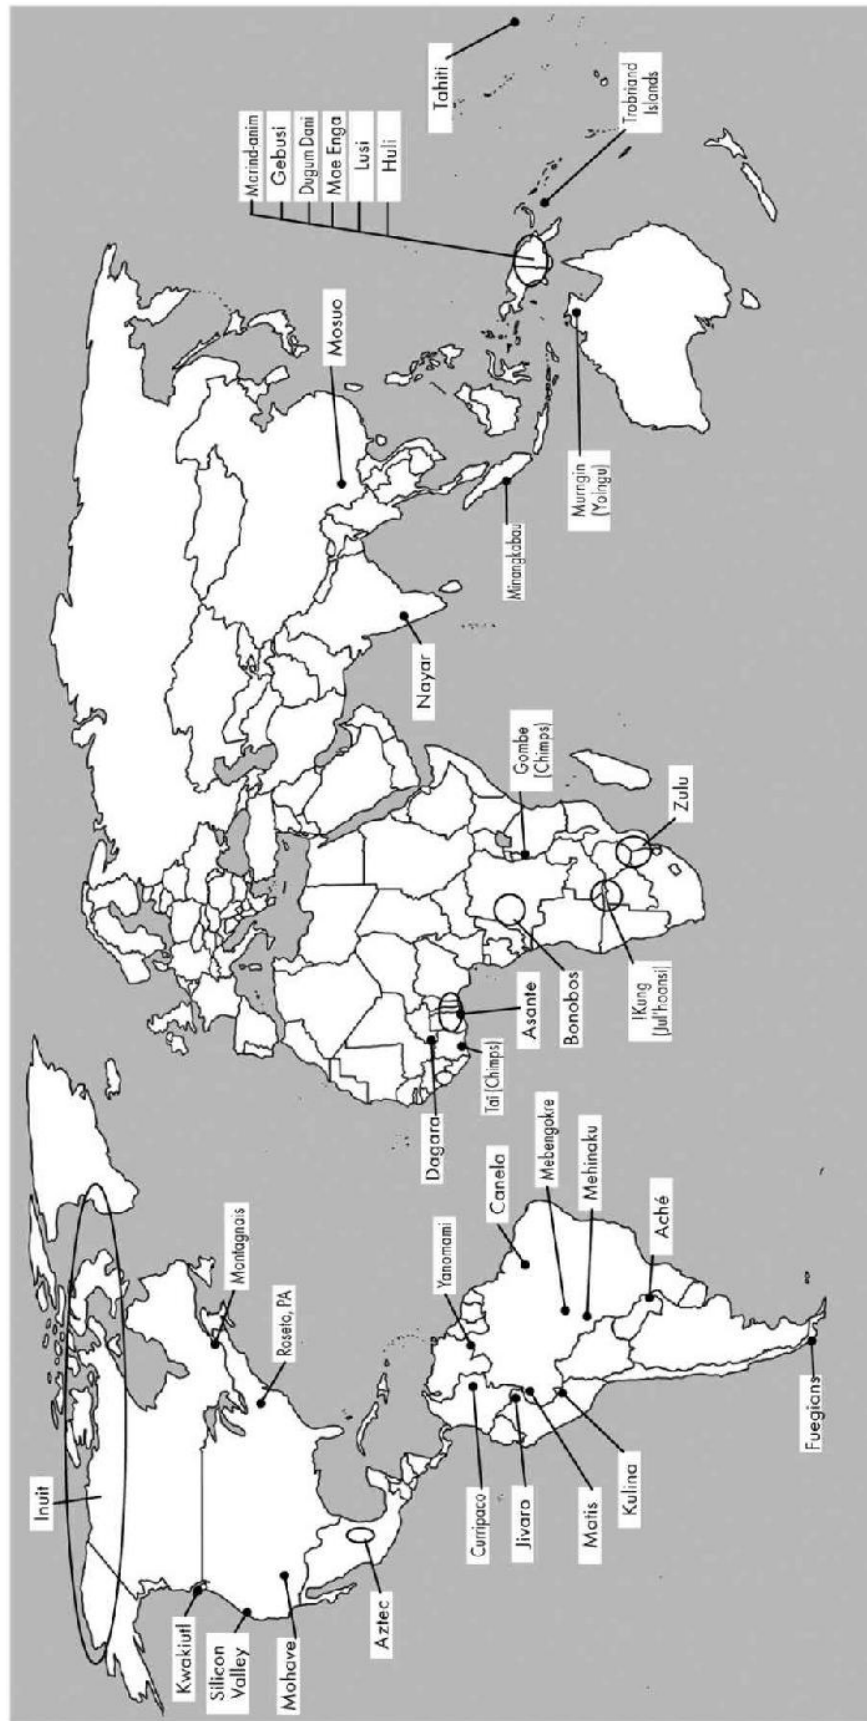 Inuit
Kwakiutl
Silicon
Valley
Mohave
Aztec
Montagnais
Roseto, PA
Yanomami
Canela
Mebengokre
Mehinaku
Aché
Curripaco
Jivaro
Matis
Kulina
Fuegians
Dagara
Tai (Chimps)
Asante
Bonobos
!Kung
(Jul'hoansi)
Gombe
(Chimps)
Zulu
Nayar
Mosuo
Minangkabau
Murngin
(Yolngu)
Marind-anim
Gebusi
Dugum Dani
Mae Enga
Lusi
Huli
Tahiti
Trobriand
Islands